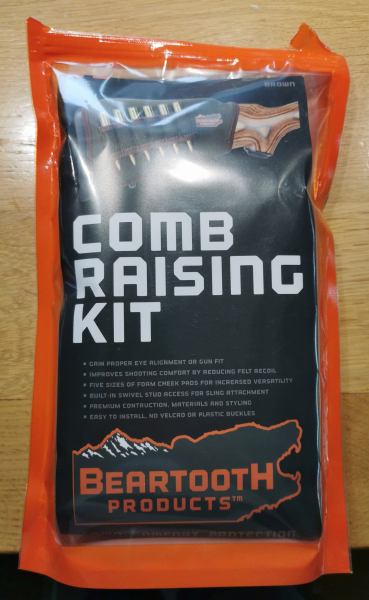 BROWN
COMB
RAISING
KIT
• GAIN PROPER EYE ALIGNMENT OR GUN FIT
• IMPROVES SHOOTING COMFORT BY REDUCING FELT RECOIL
• FIVE SIZES OF FOAM CHEEK PADS FOR INCREASED VERSATILITY
• BUILT-IN SWIVEL STUD ACCESS FOR SLING ATTACHMENT
• PREMIUM CONTRUCTION, MATERIALS AND STYLING
• EASY TO INSTALL, NO VELCRO OR PLASTIC BUCKLES
BEARTOOTH
PRODUCTS™
COMFORT PROTECTION